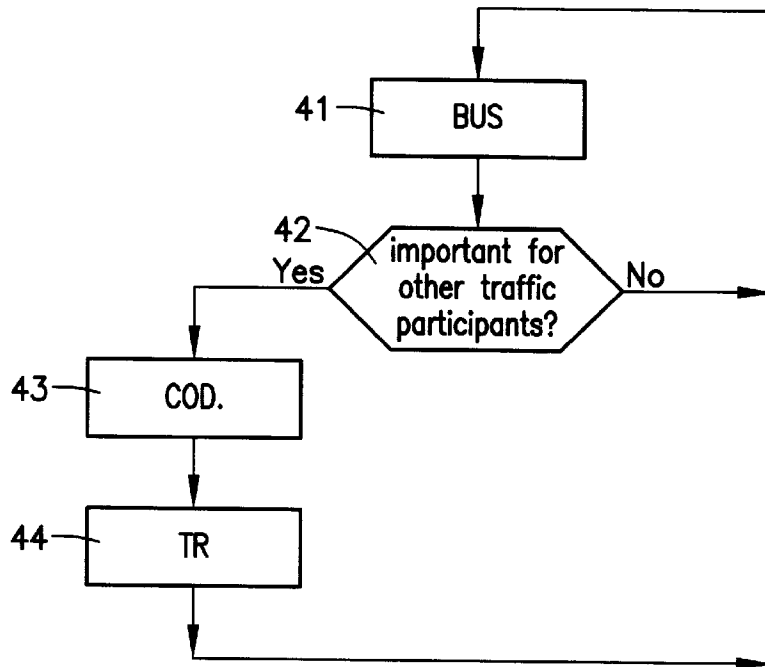 41
BUS
42
important for
other traffic
participants?
Yes
No
43
COD.
44
TR